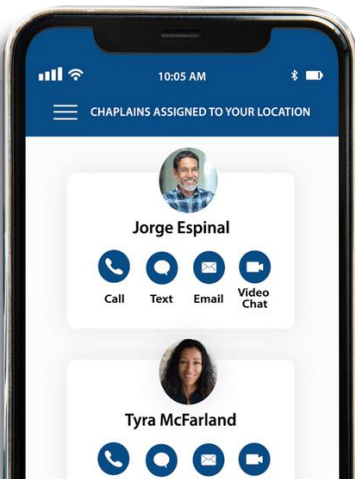 10:05 AM
CHAPLAINS ASSIGNED TO YOUR LOCATION
Jorge Espinal
Call Text Email Video Chat
Tyra McFarland